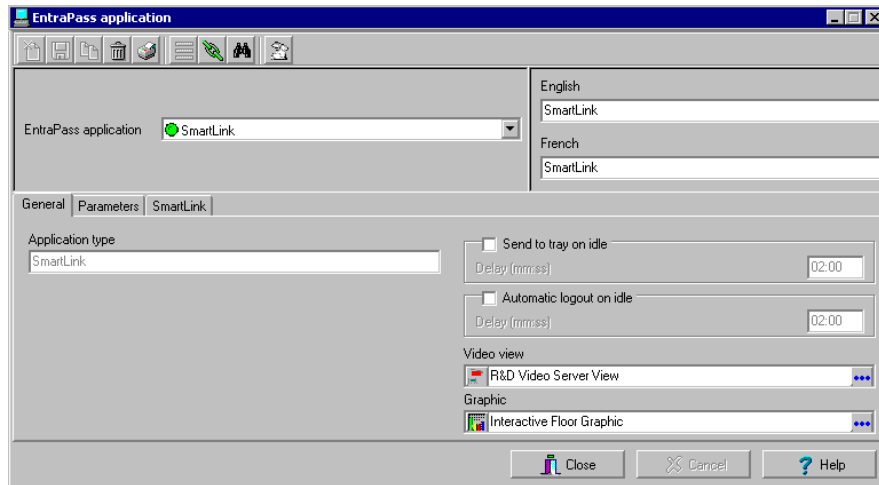 EntraPass application
English
SmartLink
EntraPass application SmartLink
French
SmartLink
General Parameters SmartLink
Application type
SmartLink
Send to tray on idle
Delay (mm:ss) 02:00
Automatic logout on idle
Delay (mm:ss) 02:00
Video view
R&D Video Server View
Graphic
Interactive Floor Graphic
Close Cancel Help